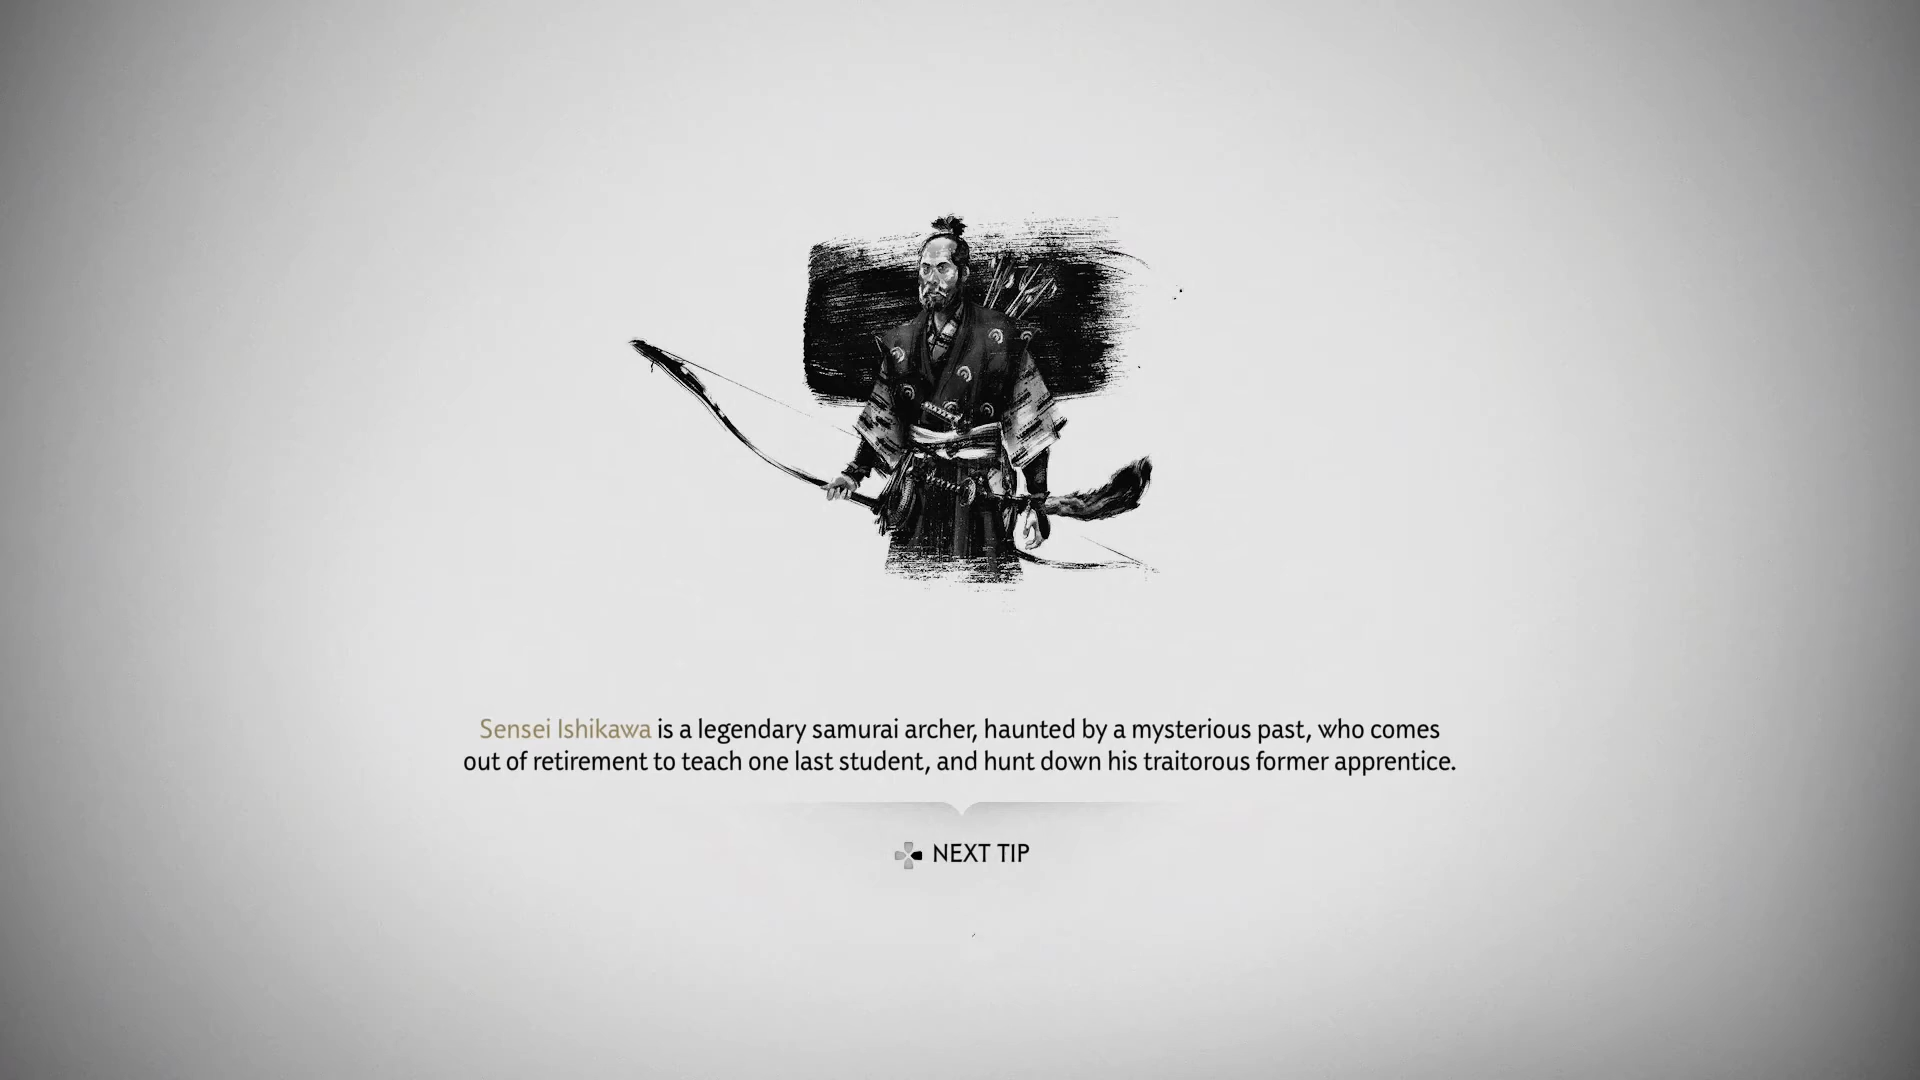 Sensei Ishikawa is a legendary samurai archer, haunted by a mysterious past, who comes
out of retirement to teach one last student, and hunt down his traitorous former apprentice.
NEXT TIP